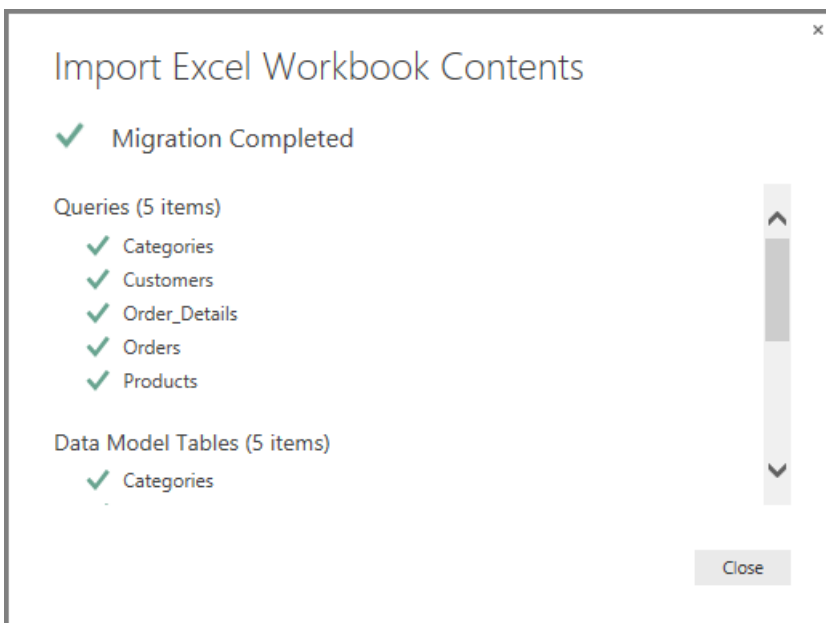 Import Excel Workbook Contents
Migration Completed
Queries (5 items)
Categories
Customers
Order_Details
Orders
Products
Data Model Tables (5 items)
Categories
Close